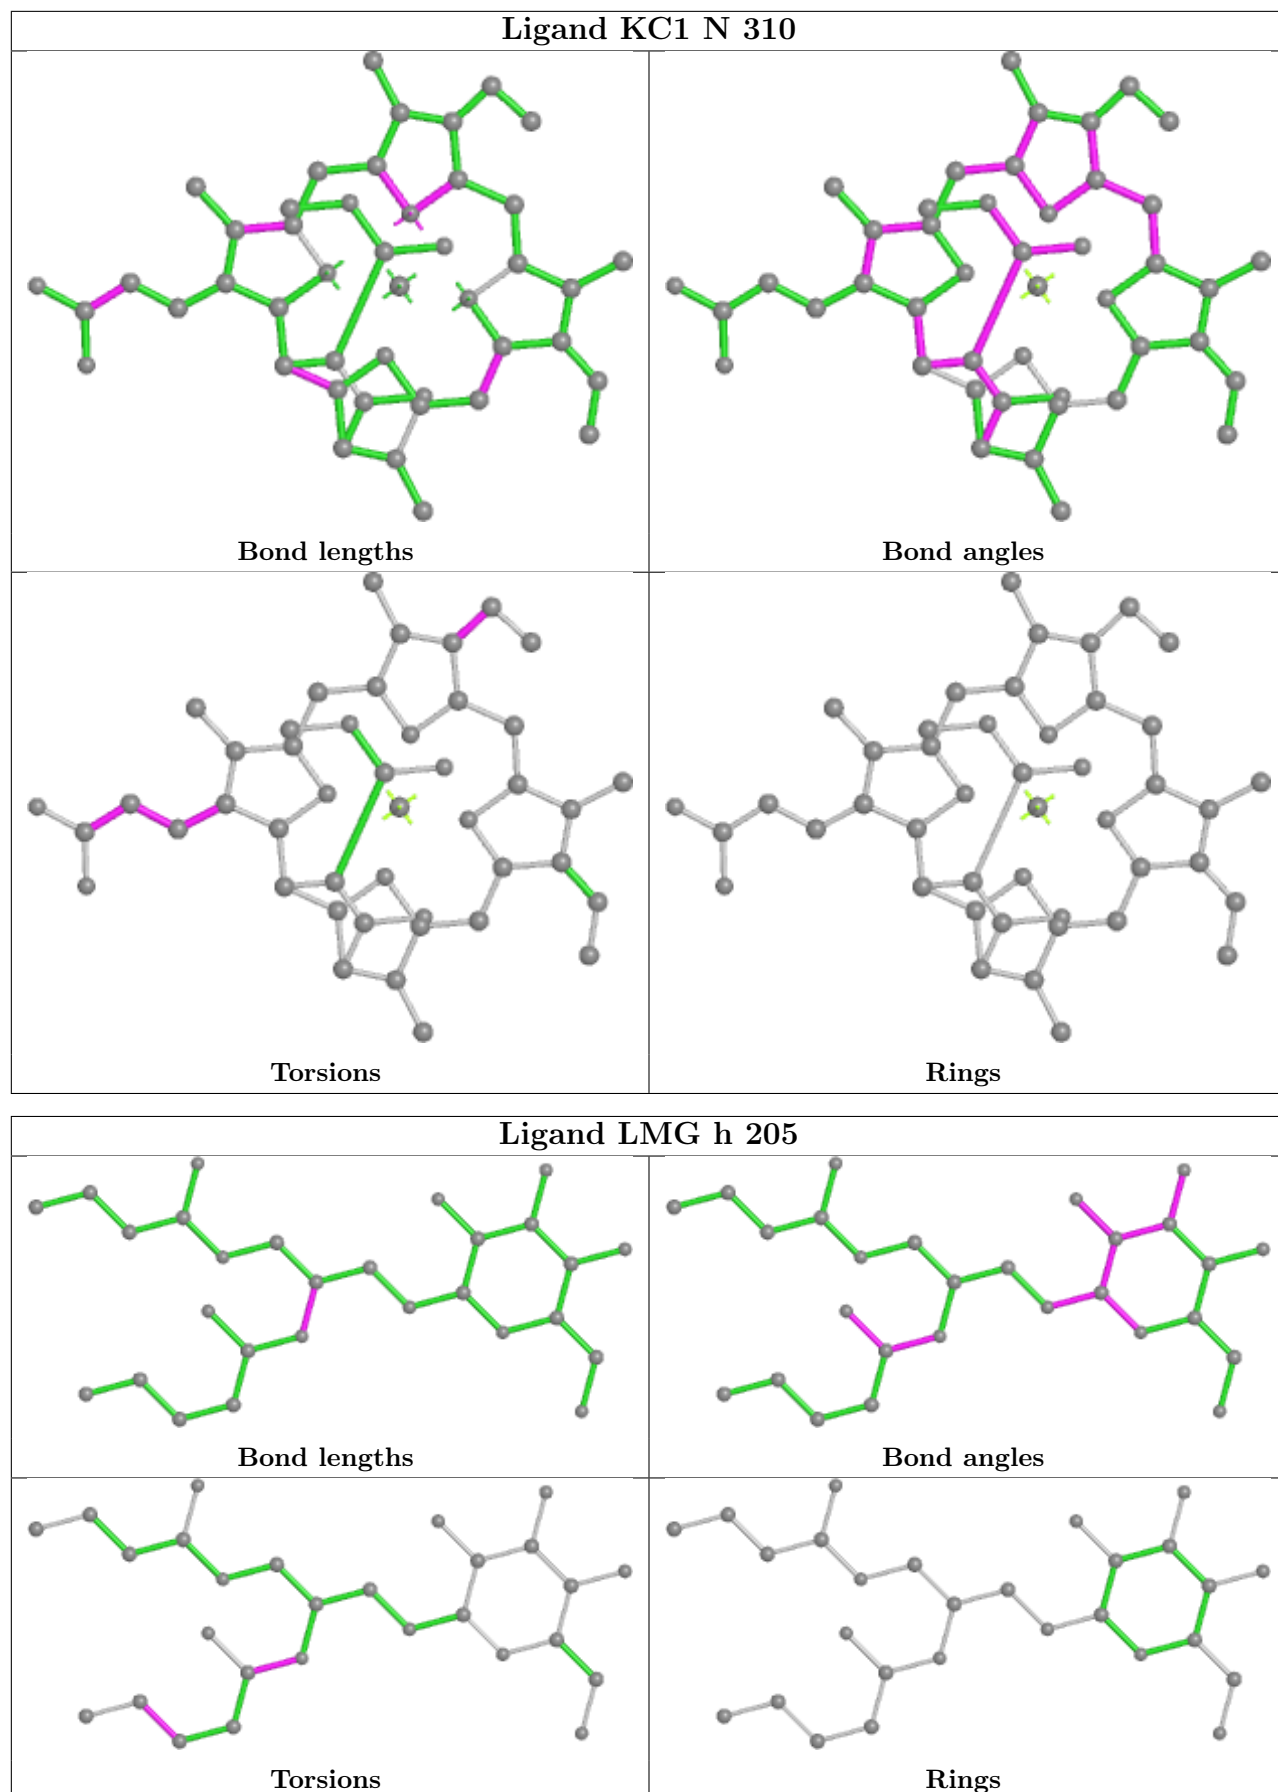 Ligand KC1 N 310
Bond lengths
Bond angles
Torsions
Rings
Ligand LMG h 205
Bond lengths
Bond angles
Torsions
Rings